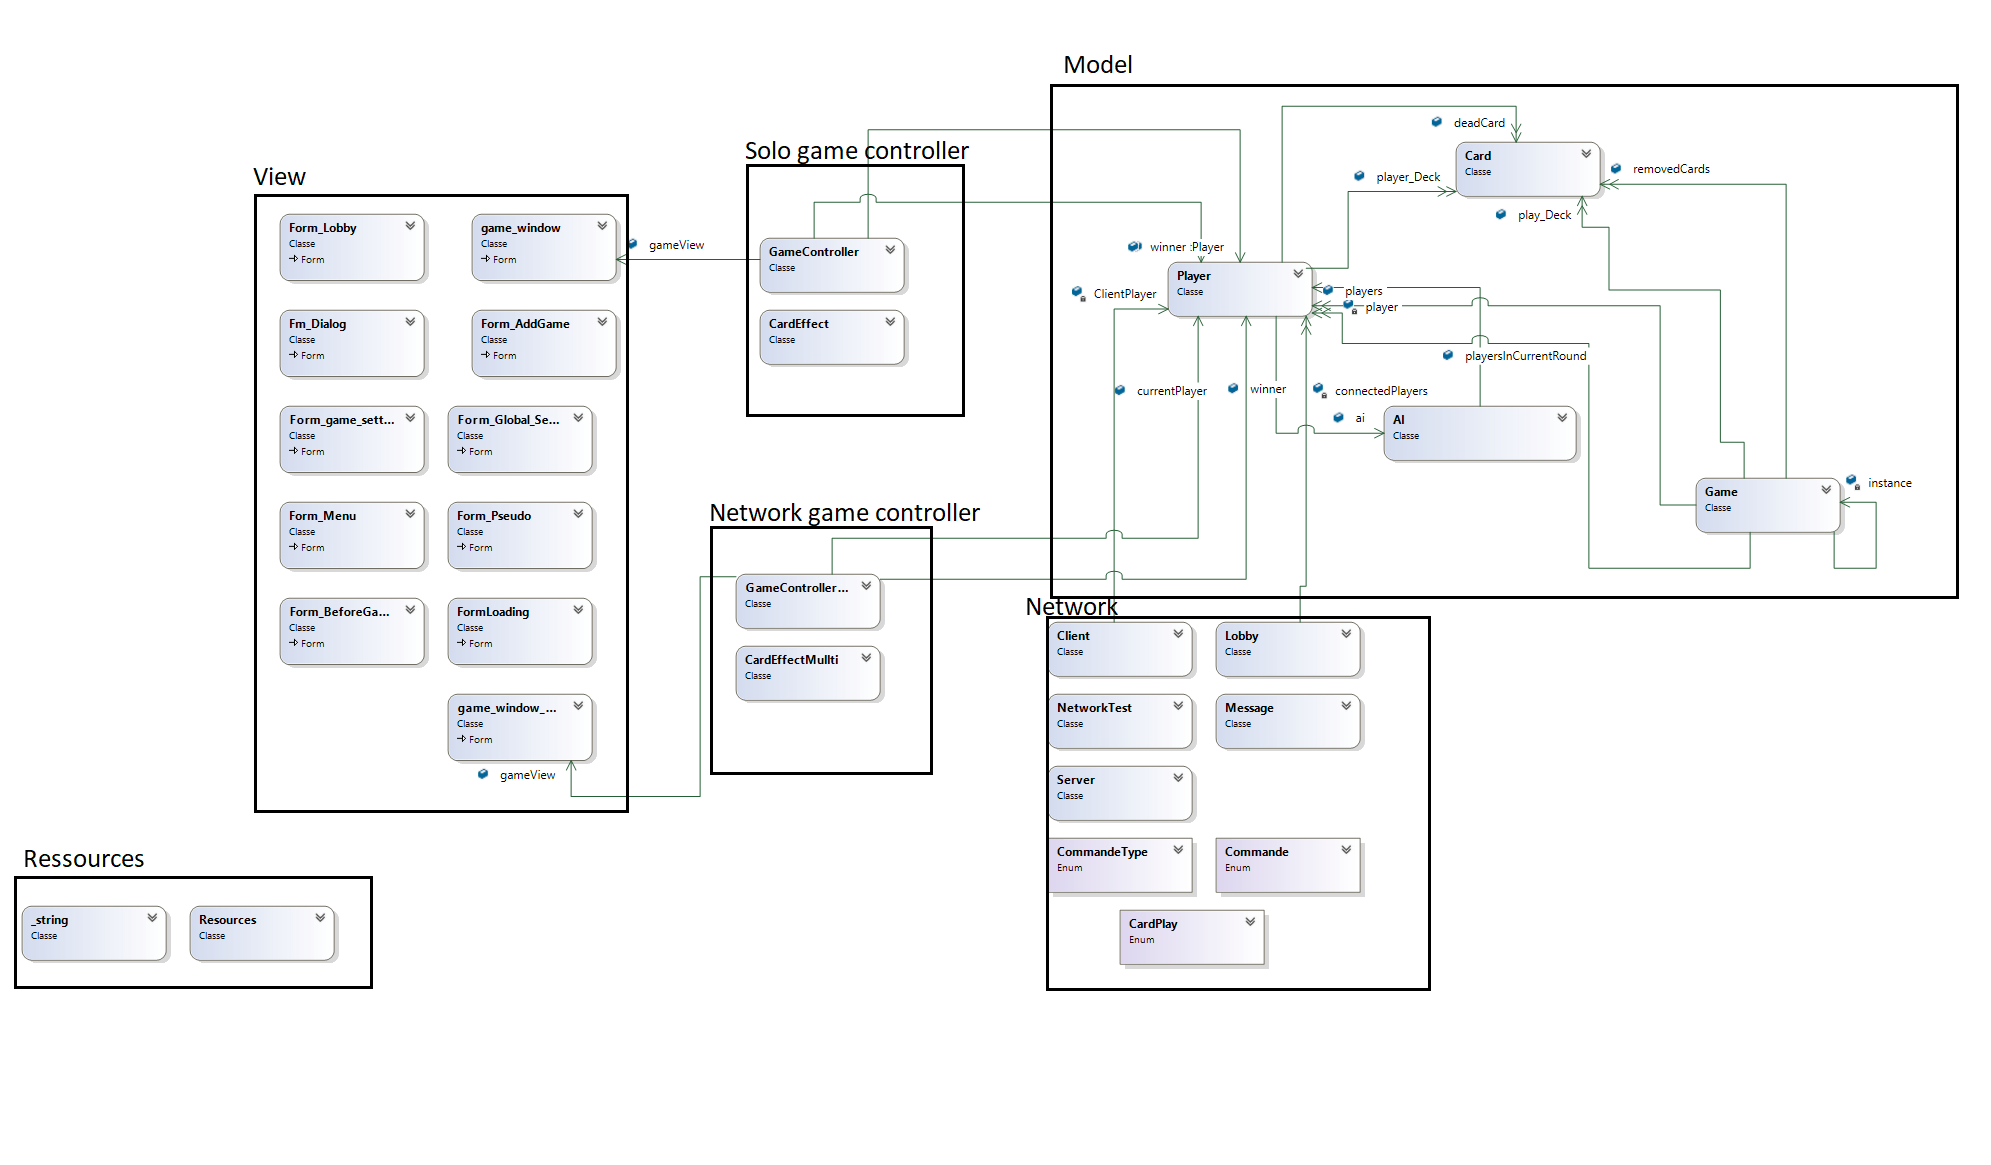 Model
deadCard
Card
Classe
removedCards
player_Deck
play_Deck
Solo game controller
View
Form_Lobby
Classe
Form
game_window
Classe
Form
gameView
GameController
Classe
CardEffect
Classe
winner :Player
Player
Classe
ClientPlayer
players
player
playersInCurrentRound
currentPlayer
winner
connectedPlayers
ai
AI
Classe
Game
Classe
instance
Fm_Dialog
Classe
Form
Form_AddGame
Classe
Form
Form_game_sett...
Classe
Form
Form_Global_Se...
Classe
Form
Form_Menu
Classe
Form
Form_Pseudo
Classe
Form
Form_BeforeGa...
Classe
Form
FormLoading
Classe
Form
game_window_...
Classe
Form
gameView
Network game controller
GameController...
Classe
CardEffectMullti
Classe
Network
Client
Classe
Lobby
Classe
NetworkTest
Classe
Message
Classe
Server
Classe
CommandeType
Enum
Commande
Enum
CardPlay
Enum
Ressources
_string
Classe
Resources
Classe